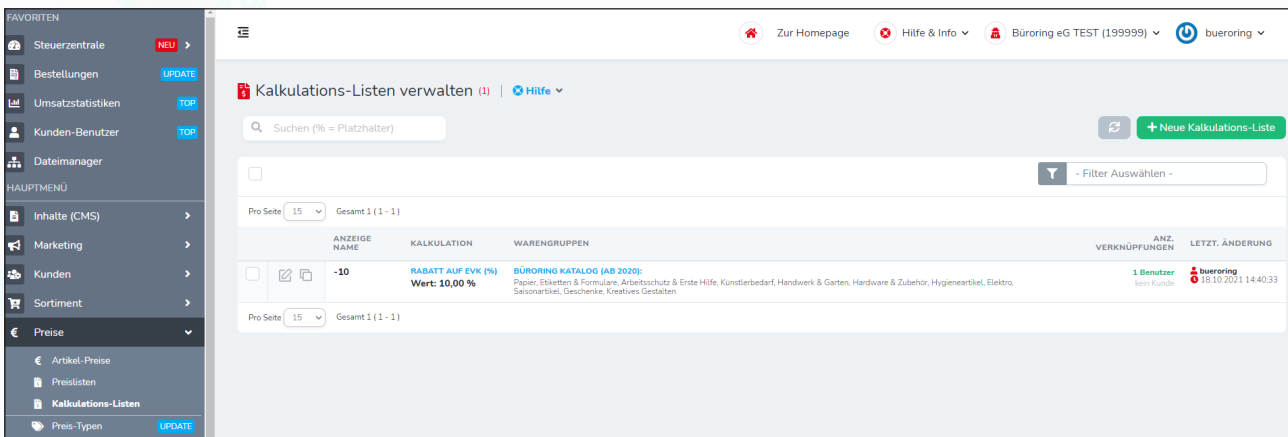 FAVORITEN
Steuerzentrale NEU
Bestellungen UPDATE
Umsatzstatistiken TOP
Kunden-Benutzer TOP
Dateimanager
HAUPTMENÜ
Inhalte (CMS)
Marketing
Kunden
Sortiment
€ Preise
€ Artikel-Preise
Preislisten
Kalkulations-Listen
Preis-Typen UPDATE
Zur Homepage Hilfe & Info Büroring eG TEST (199999) bueroring
Kalkulations-Listen verwalten (1) | Hilfe
Suchen (% = Platzhalter)
+ Neue Kalkulations-Liste
- Filter Auswählen -
Pro Seite 15 Gesamt 1 ( 1 - 1 )
ANZEIGE NAME KALKULATION WARENGRUPPEN ANZ. VERKNÜPFUNGEN LETZT. ÄNDERUNG
-10 RABATT AUF EVK (%) BÜRORING KATALOG (AB 2020): 1 Benutzer bueroring
Wert: 10,00 % Papier, Etiketten & Formulare, Arbeitsschutz & Erste Hilfe, Künstlerbedarf, Handwerk & Garten, Hardware & Zubehör, Hygieneartikel, Elektro, kein Kunde 18.10.2021 14:40:33
Saisonartikel, Geschenke, Kreatives Gestalten
Pro Seite 15 Gesamt 1 ( 1 - 1 )